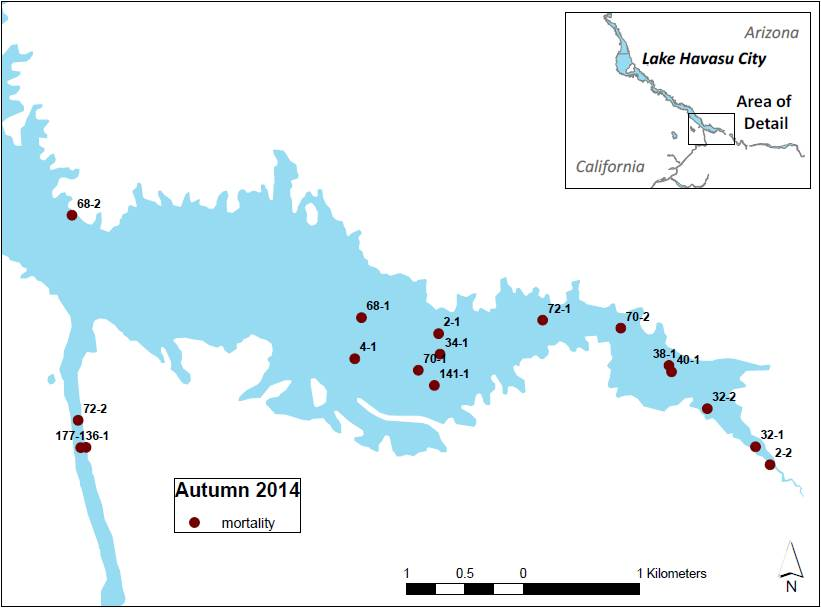 Arizona
Lake Havasu City
Area of
Detail
California
68-2
68-1
2-1
72-1
70-2
34-1
4-1
70-1
38-1
40-1
141-1
32-2
72-2
177-136-1
32-1
2-2
Autumn 2014
mortality
1 0.5 0 1 Kilometers
N